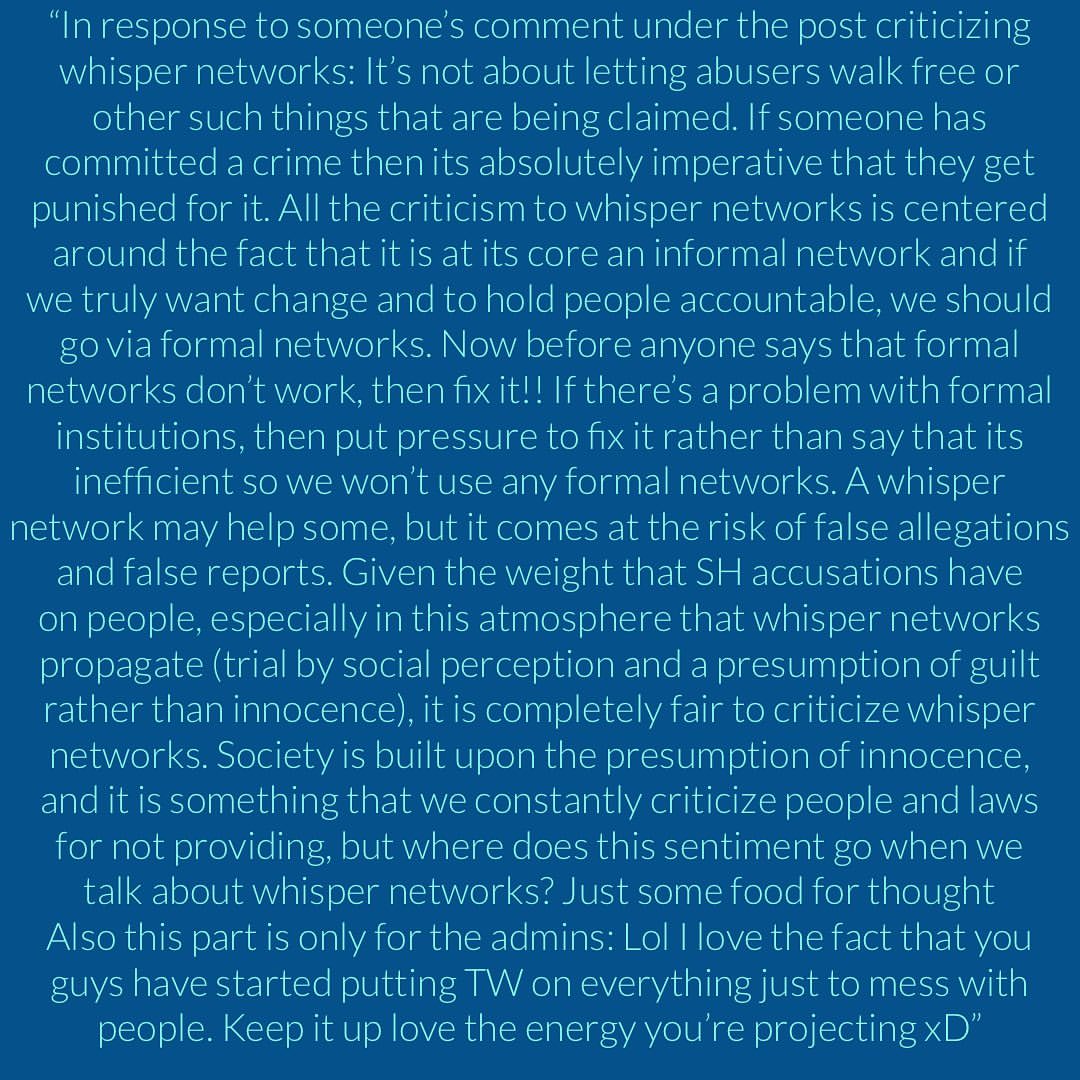 “In response to someone’s comment under the post criticizing
whisper networks: It’s not about letting abusers walk free or
other such things that are being claimed. If someone has
committed a crime then its absolutely imperative that they get
punished for it. All the criticism to whisper networks is centered
around the fact that it is at its core an informal network and if
we truly want change and to hold people accountable, we should
go via formal networks. Now before anyone says that formal
networks don’t work, then fix it!! If there’s a problem with formal
institutions, then put pressure to fix it rather than say that its
inefficient so we won’t use any formal networks. A whisper
network may help some, but it comes at the risk of false allegations
and false reports. Given the weight that SH accusations have
on people, especially in this atmosphere that whisper networks
propagate (trial by social perception and a presumption of guilt
rather than innocence), it is completely fair to criticize whisper
networks. Society is built upon the presumption of innocence,
and it is something that we constantly criticize people and laws
for not providing, but where does this sentiment go when we
talk about whisper networks? Just some food for thought
Also this part is only for the admins: Lol I love the fact that you
guys have started putting TW on everything just to mess with
people. Keep it up love the energy you’re projecting xD”